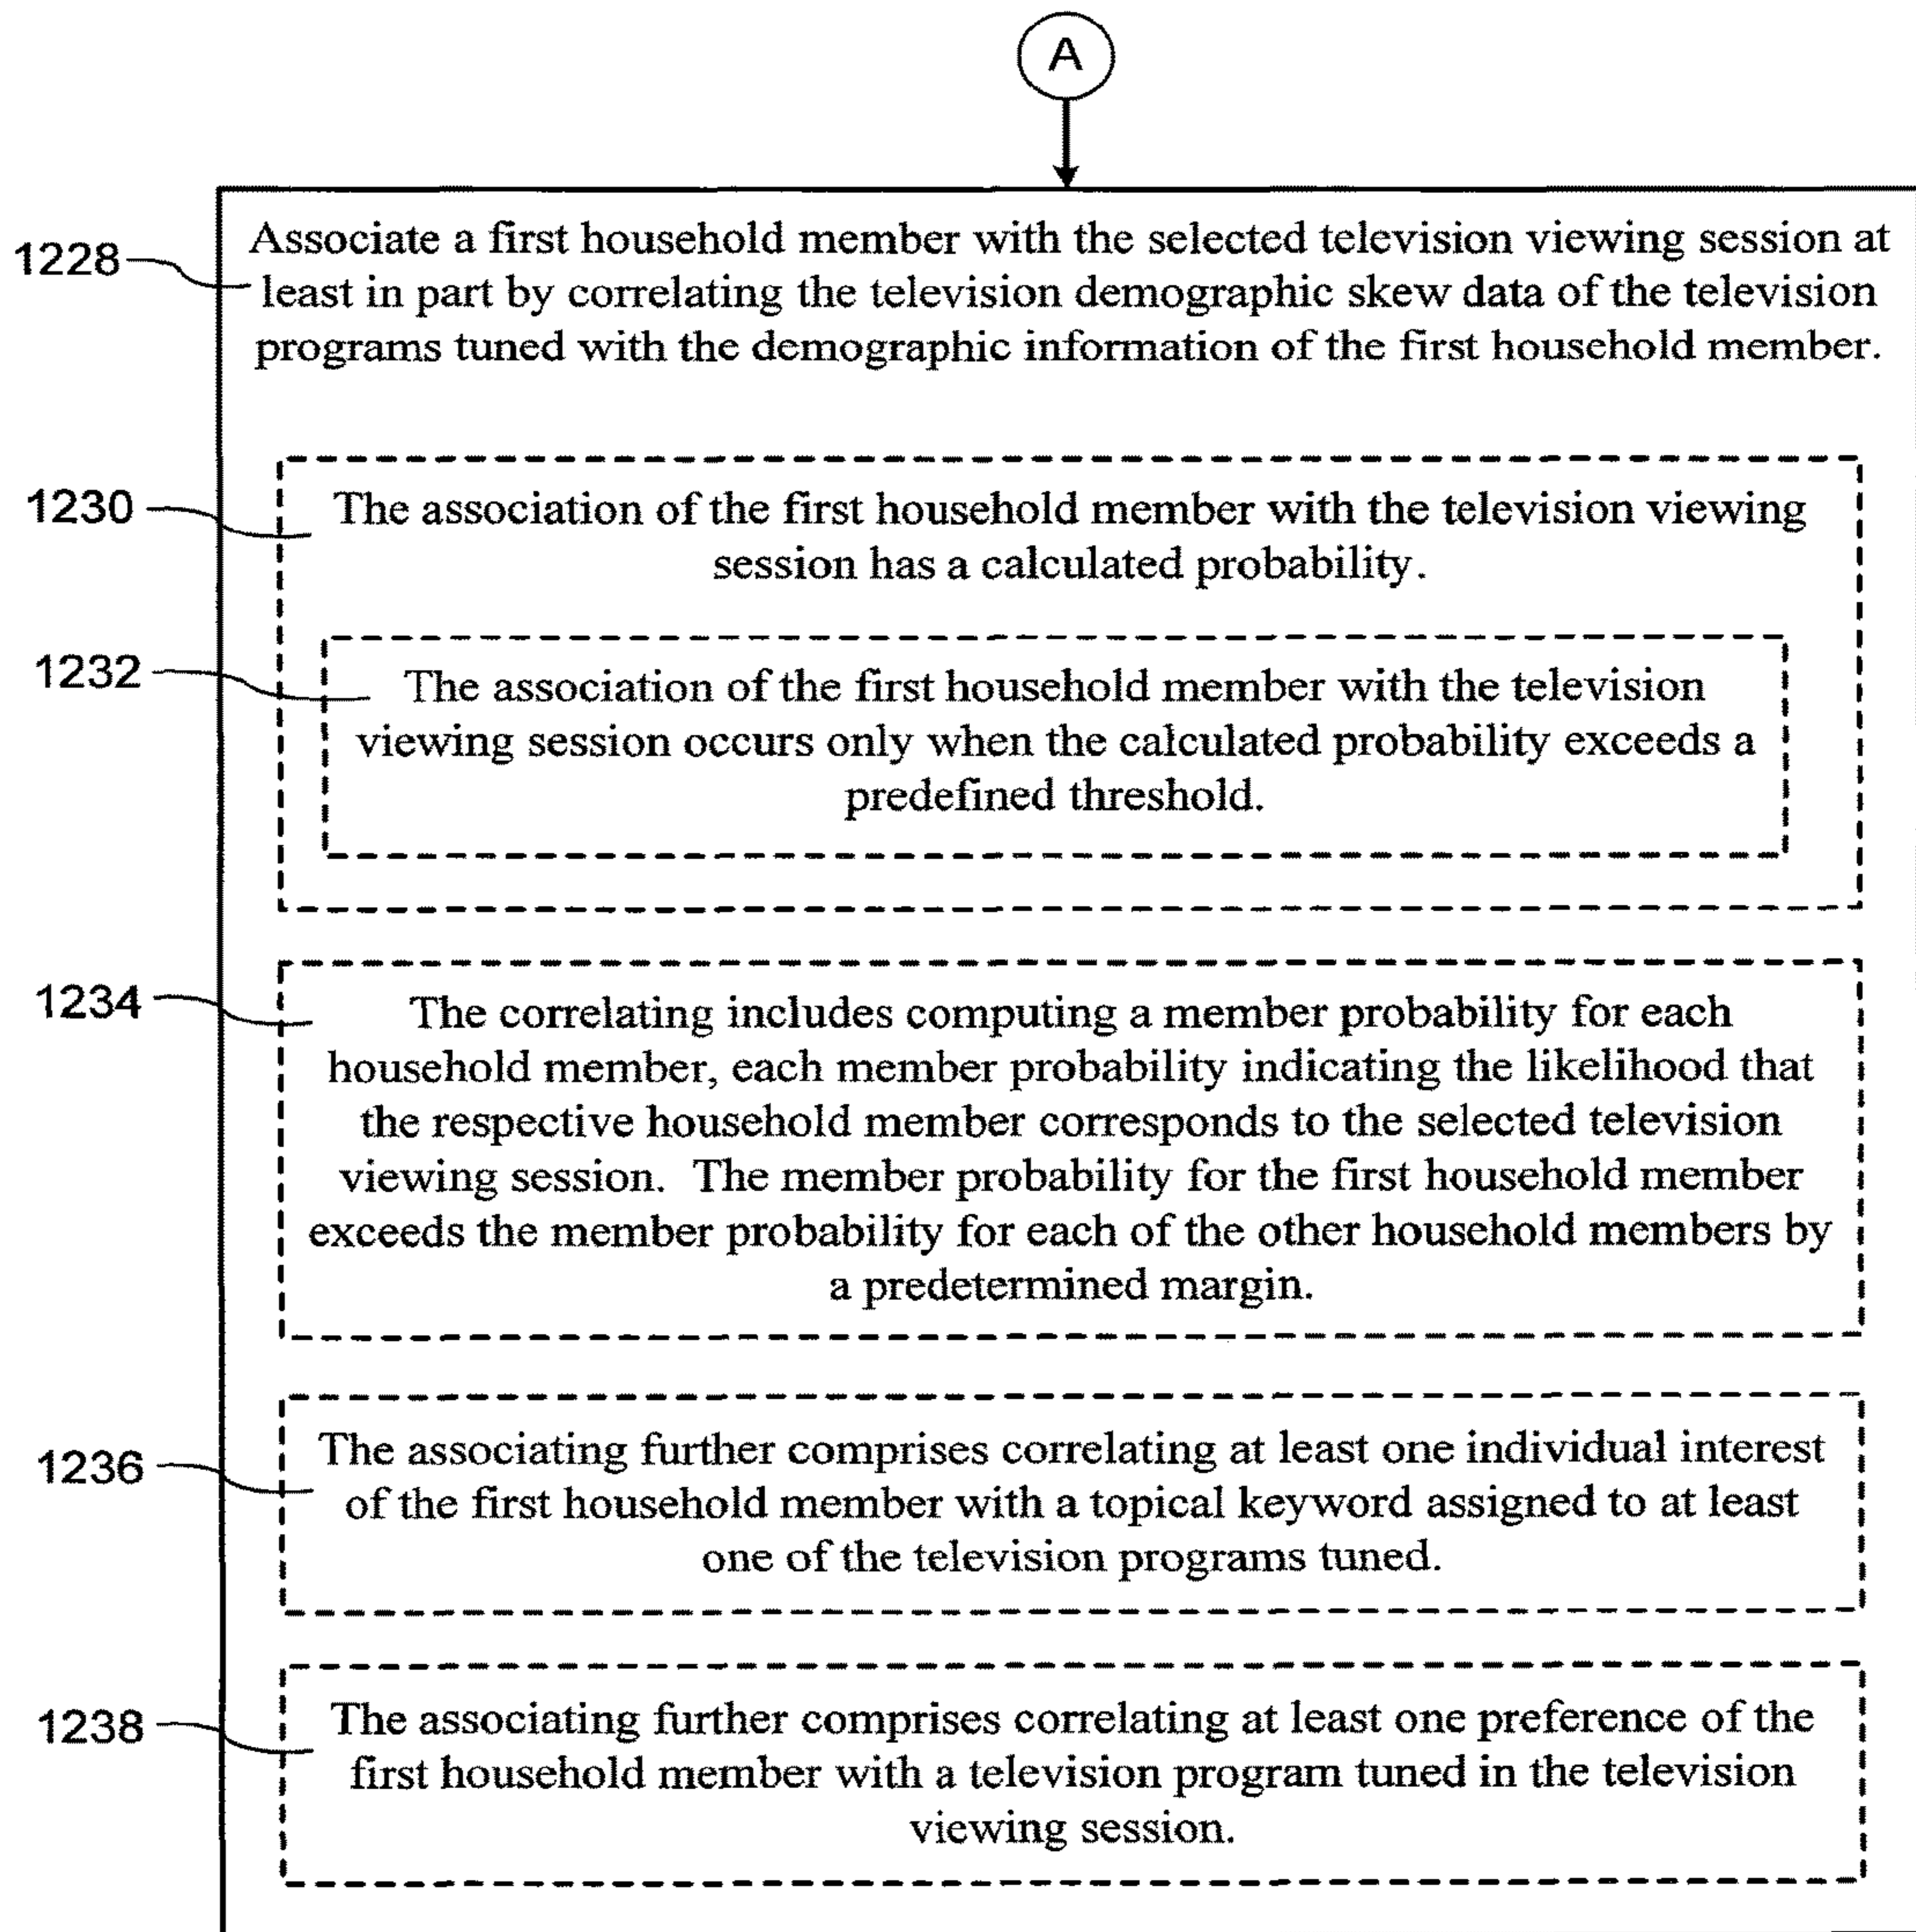 A
1228
Associate a first household member with the selected television viewing session at
least in part by correlating the television demographic skew data of the television
programs tuned with the demographic information of the first household member.
1230
The association of the first household member with the television viewing
session has a calculated probability.
1232
The association of the first household member with the television
viewing session occurs only when the calculated probability exceeds a
predefined threshold.
1234
The correlating includes computing a member probability for each
household member, each member probability indicating the likelihood that
the respective household member corresponds to the selected television
viewing session.  The member probability for the first household member
exceeds the member probability for each of the other household members by
a predetermined margin.
1236
The associating further comprises correlating at least one individual interest
of the first household member with a topical keyword assigned to at least
one of the television programs tuned.
1238
The associating further comprises correlating at least one preference of the
first household member with a television program tuned in the television
viewing session.